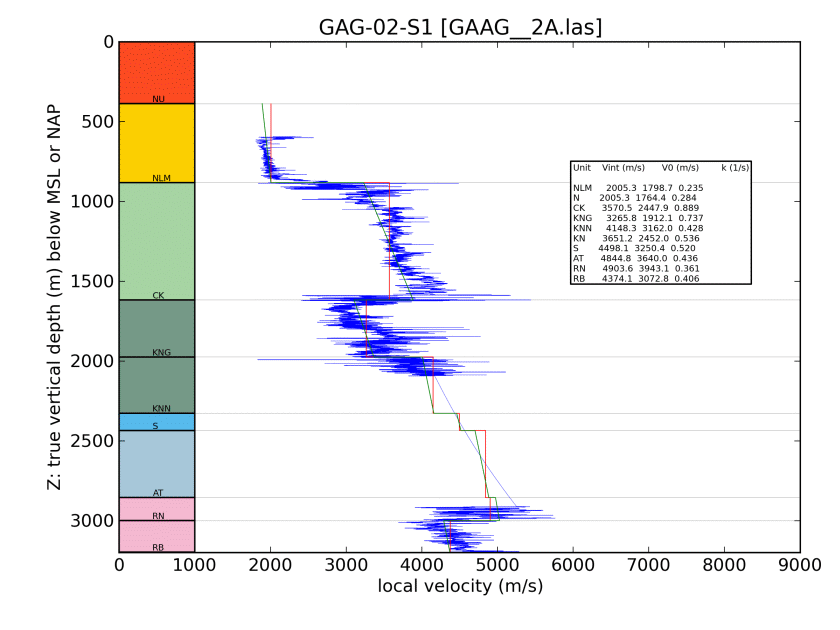 GAG-02-S1 [GAAG__2A.las]
Z: true vertical depth (m) below MSL or NAP
0
500
1000
1500
2000
2500
3000
NU
NLM
CK
KNG
KNN
S
AT
RN
RB
Unit Vint (m/s) V0 (m/s) k (1/s)
NLM 2005.3 1798.7 0.235
N 2005.3 1764.4 0.284
CK 3570.5 2447.9 0.889
KNG 3265.8 1912.1 0.737
KNN 4148.3 3162.0 0.428
KN 3651.2 2452.0 0.536
S 4498.1 3250.4 0.520
AT 4844.8 3640.0 0.436
RN 4903.6 3943.1 0.361
RB 4374.1 3072.8 0.406
0 1000 2000 3000 4000 5000 6000 7000 8000 9000
local velocity (m/s)